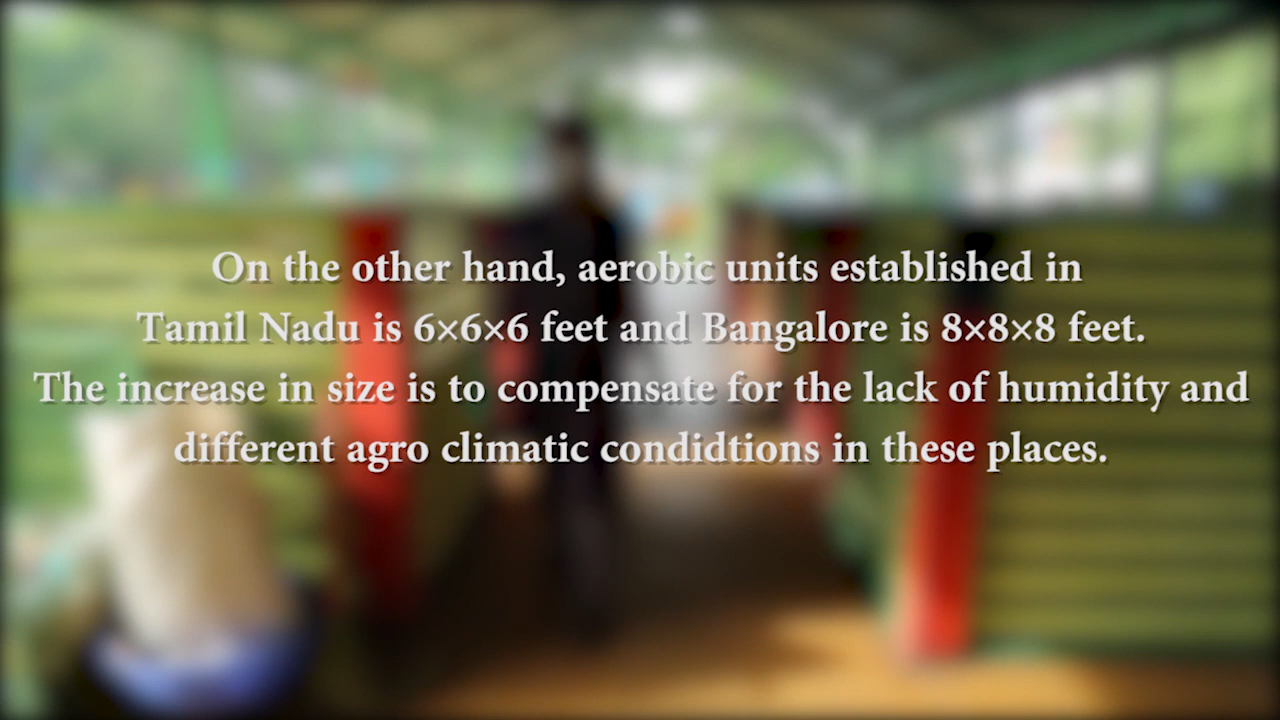 On the other hand, aerobic units established in
Tamil Nadu is 6×6×6 feet and Bangalore is 8×8×8 feet.
The increase in size is to compensate for the lack of humidity and
different agro climatic condidtions in these places.